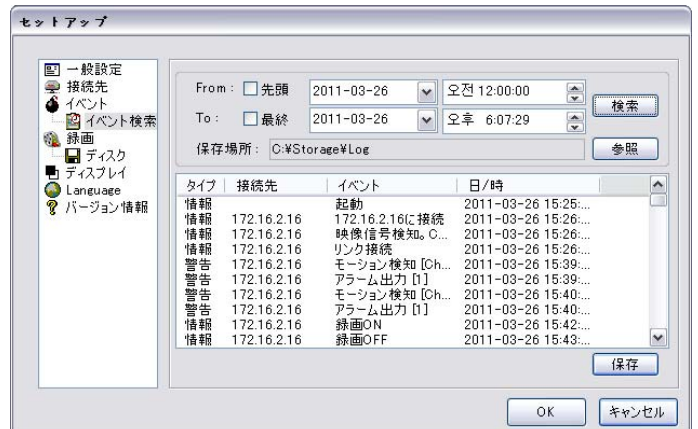 セットアップ
一般設定
接続先
イベント
イベント検索
録画
ディスク
ディスプレイ
Language
バージョン情報
From : 先頭 2011-03-26 오전 12:00:00
To : 最終 2011-03-26 오후 6:07:29
検索
保存場所 : C:¥Storage¥Log 参照
タイプ 接続先 イベント 日/時
情報 起動 2011-03-26 15:25:...
情報 172.16.2.16 172.16.2.16に接続 2011-03-26 15:26:...
情報 172.16.2.16 映像信号検知。C... 2011-03-26 15:26:...
情報 172.16.2.16 リンク接続 2011-03-26 15:26:...
警告 172.16.2.16 モーション検知 [Ch... 2011-03-26 15:39:...
警告 172.16.2.16 アラーム出力 [1] 2011-03-26 15:39:...
警告 172.16.2.16 モーション検知 [Ch... 2011-03-26 15:40:...
警告 172.16.2.16 アラーム出力 [1] 2011-03-26 15:40:...
情報 172.16.2.16 録画ON 2011-03-26 15:42:...
情報 172.16.2.16 録画OFF 2011-03-26 15:43:...
保存
OK キャンセル